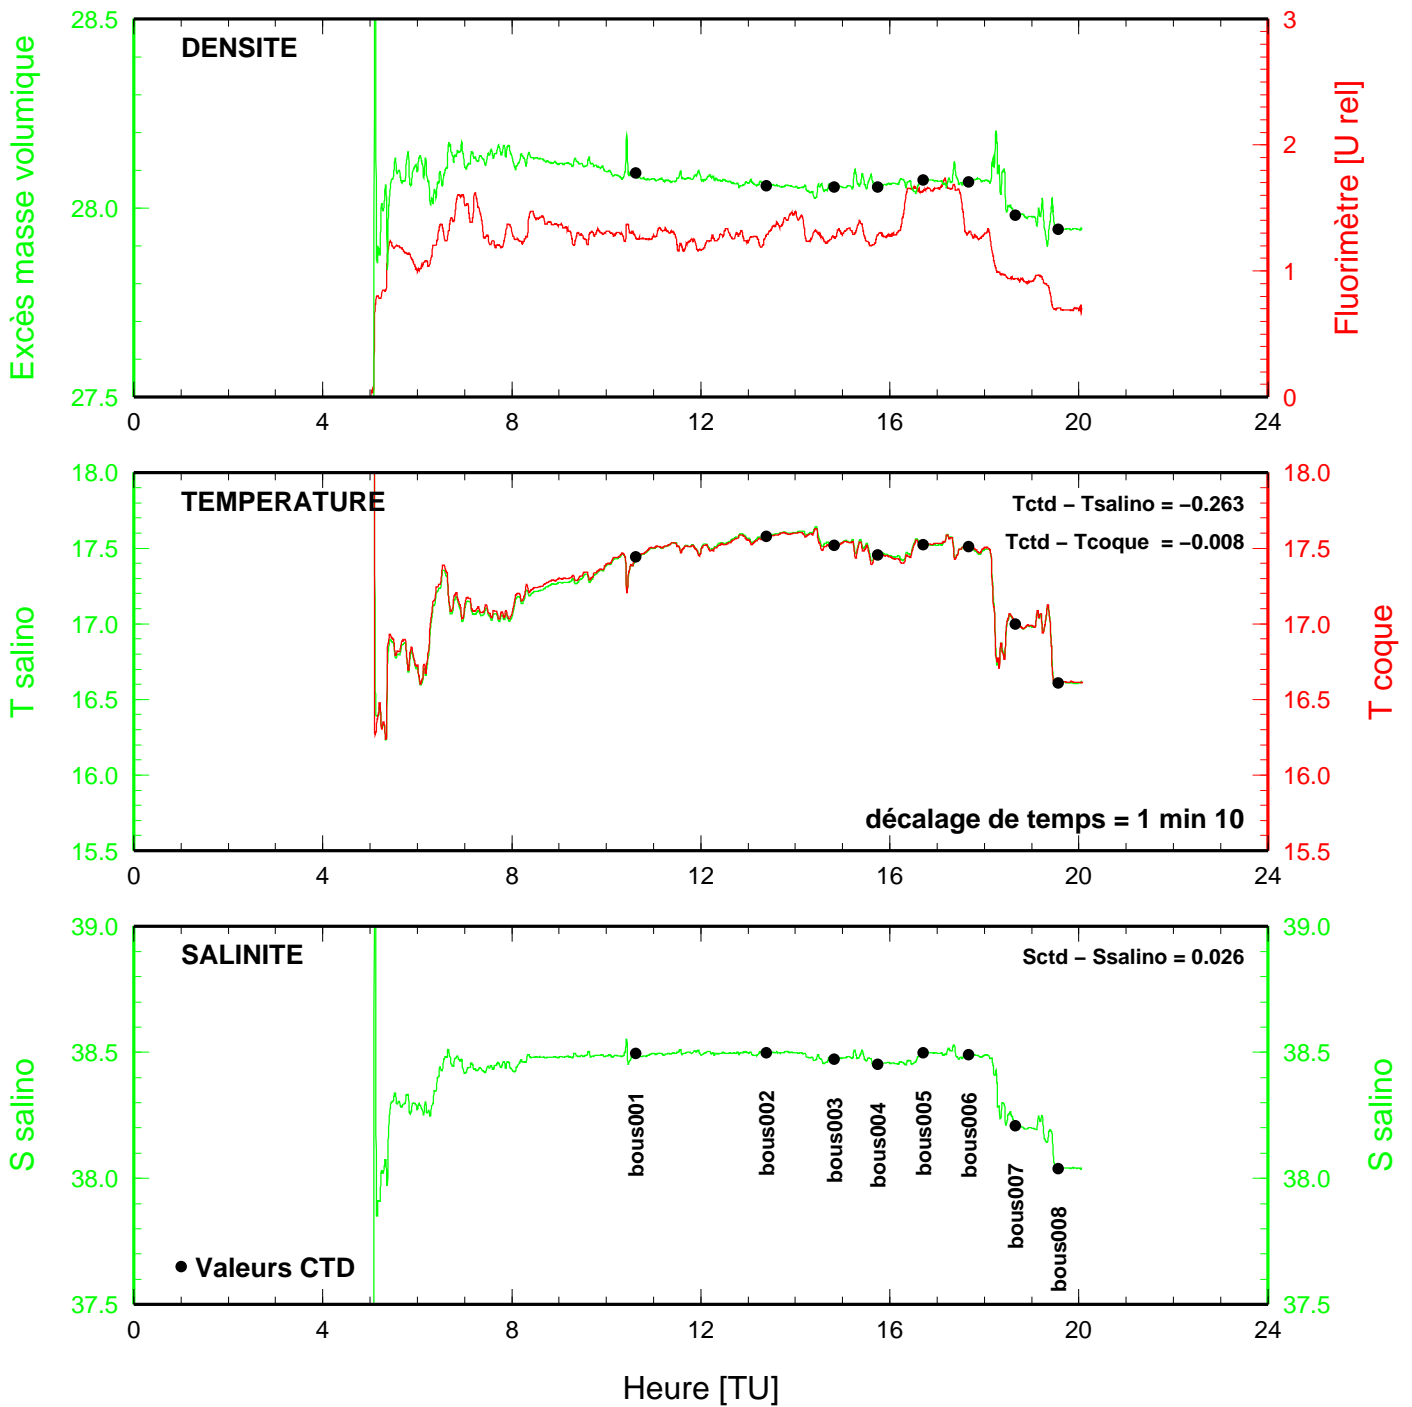 DENSITE
Excès masse volumique
28.5
28.0
27.5
Fluorimètre [U rel]
3
2
1
0
0 4 8 12 16 20 24
TEMPERATURE
Tctd − Tsalino = −0.263
Tctd − Tcoque = −0.008
décalage de temps = 1 min 10
T salino
18.0
17.5
17.0
16.5
16.0
15.5
T coque
18.0
17.5
17.0
16.5
16.0
15.5
0 4 8 12 16 20 24
SALINITE
Sctd − Ssalino = 0.026
S salino
39.0
38.5
38.0
37.5
S salino
39.0
38.5
38.0
37.5
bous001
bous002
bous003
bous004
bous005
bous006
bous007
bous008
Valeurs CTD
0 4 8 12 16 20 24
Heure [TU]